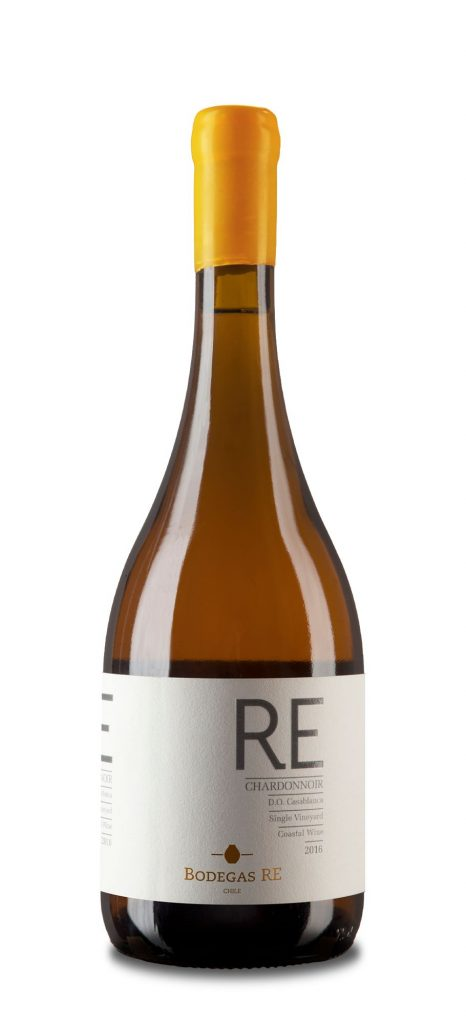 RE
CHARDONNOIR
D.O. Casablanca
Single Vineyard
Coastal Wine
2016
BODEGAS RE
CHILE